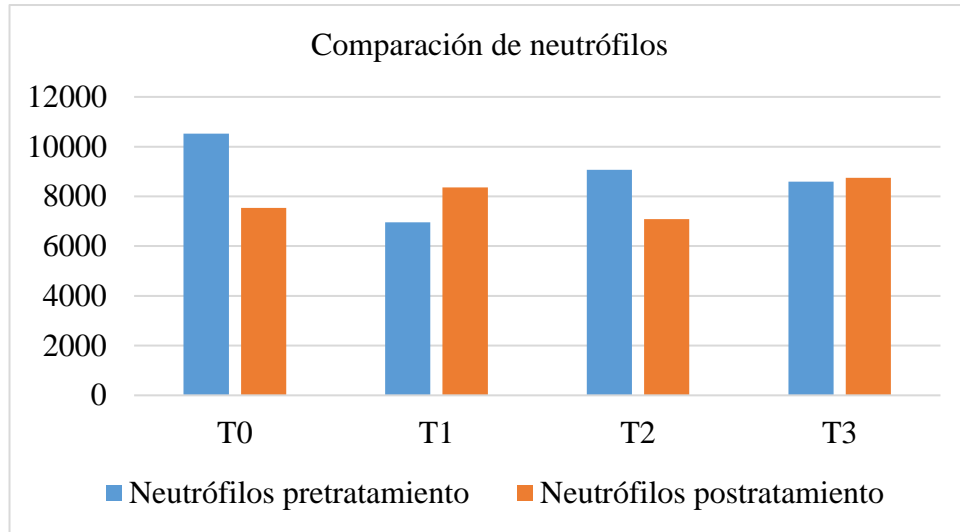 Comparación de neutrófilos
12000
10000
8000
6000
4000
2000
0
T0 T1 T2 T3
Neutrófilos pretratamiento Neutrófilos postratamiento